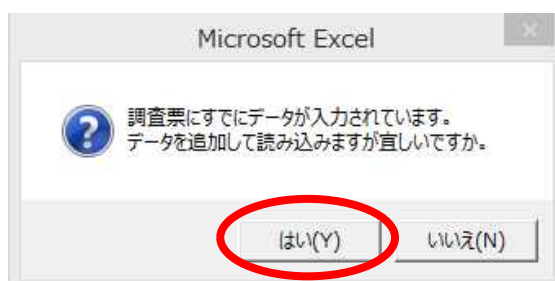 Microsoft Excel
調査票にすでにデータが入力されています。
データを追加して読み込みますが宜しいですか。
はい(Y)
いいえ(N)